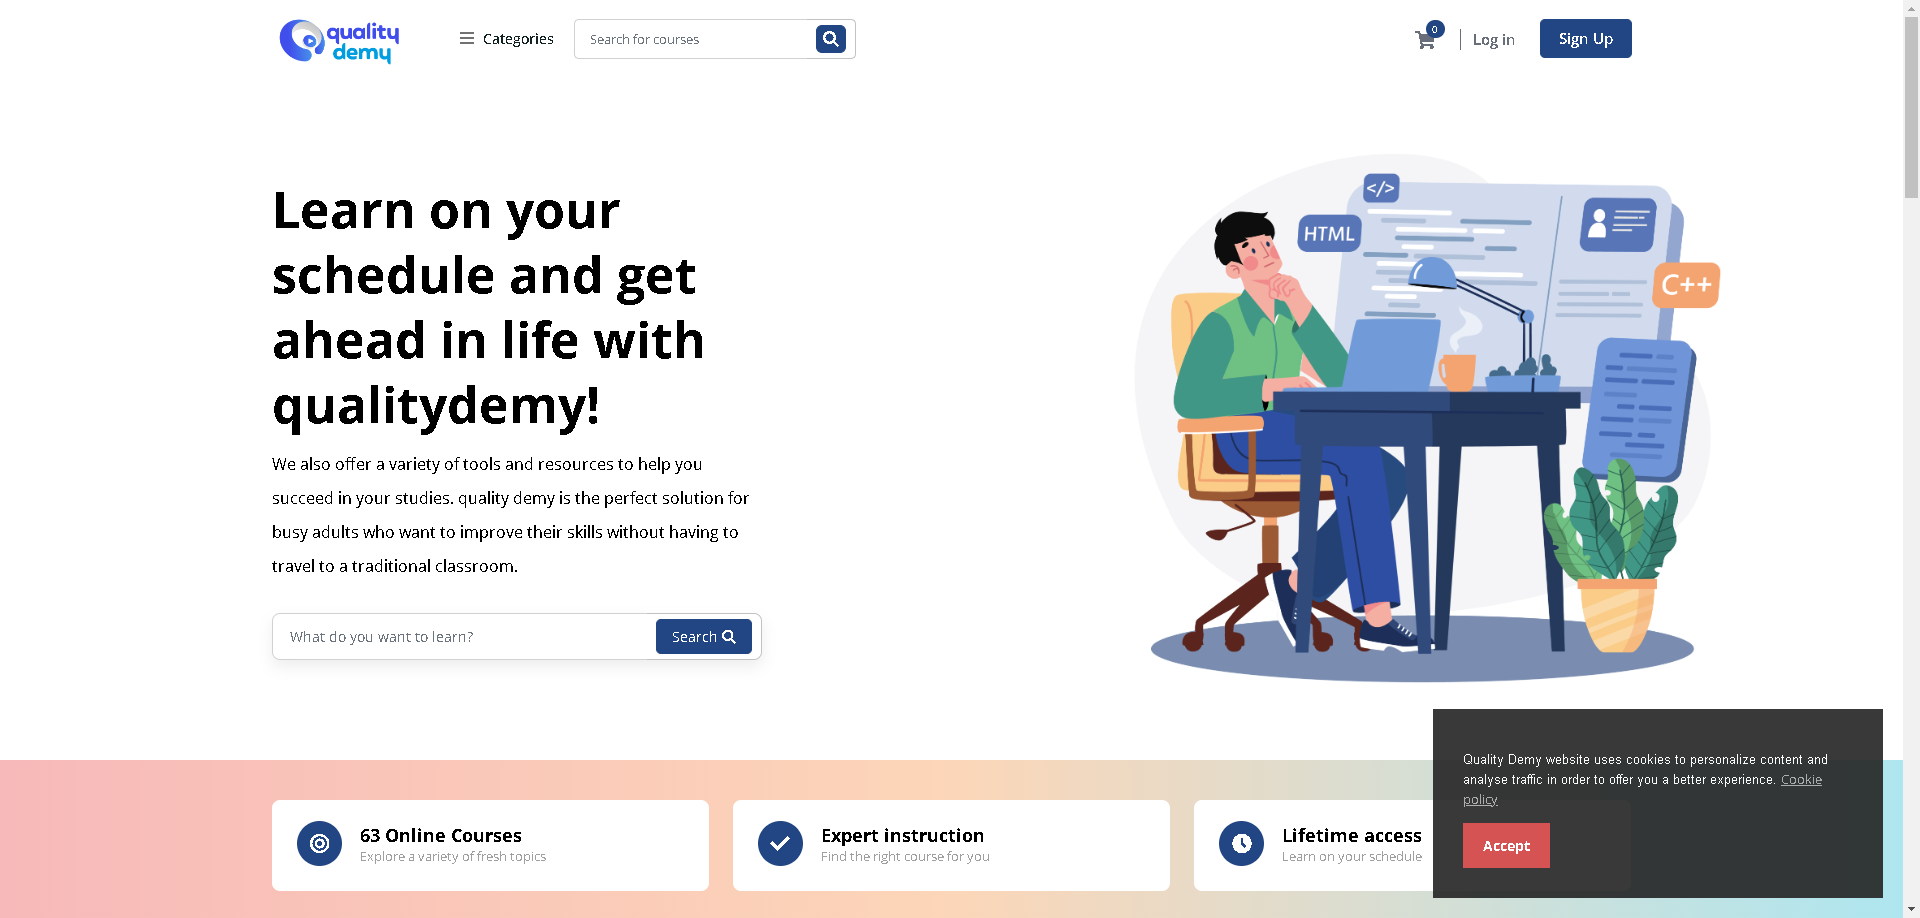 quality
demy
Categories
Search for courses
0
Log in
Sign Up
Learn on your
schedule and get
ahead in life with
qualitydemy!
We also offer a variety of tools and resources to help you
succeed in your studies. quality demy is the perfect solution for
busy adults who want to improve their skills without having to
travel to a traditional classroom.
What do you want to learn?
Search
</>
HTML
C++
63 Online Courses
Explore a variety of fresh topics
Expert instruction
Find the right course for you
Lifetime access
Learn on your schedule
Quality Demy website uses cookies to personalize content and
analyse traffic in order to offer you a better experience. Cookie
policy
Accept